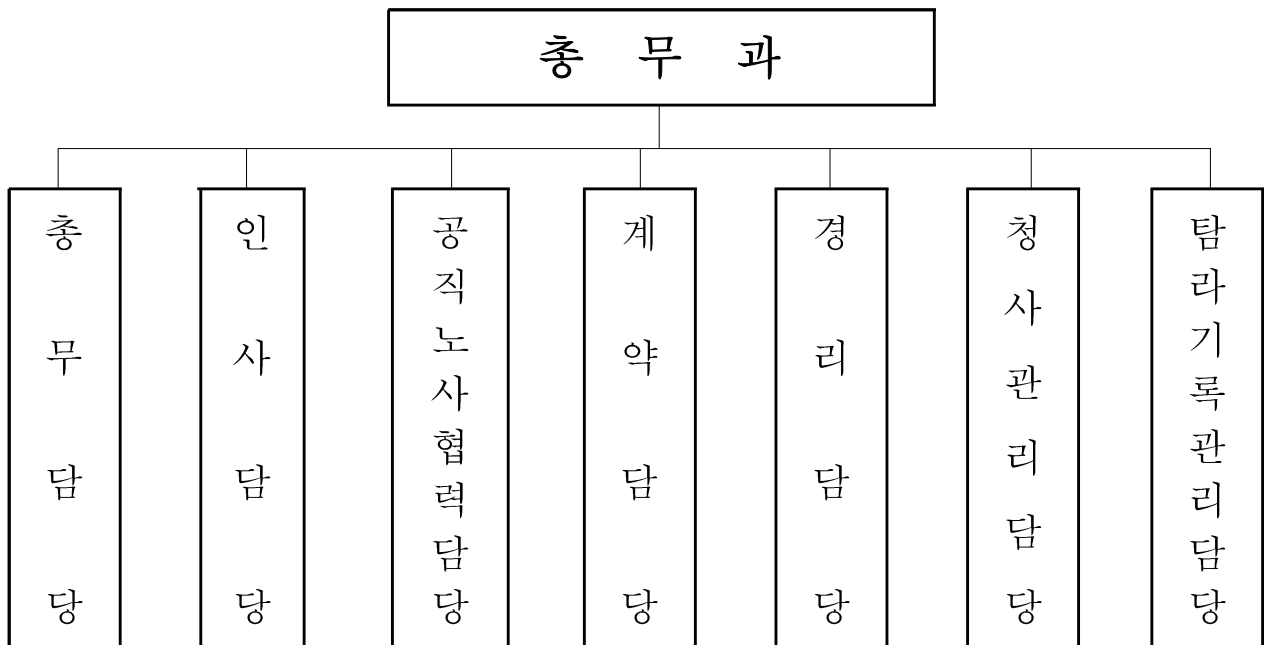 총 무 과
총무담당
인사담당
공직노사협력담당
계약담당
경리담당
청사관리담당
탐라기록관리담당